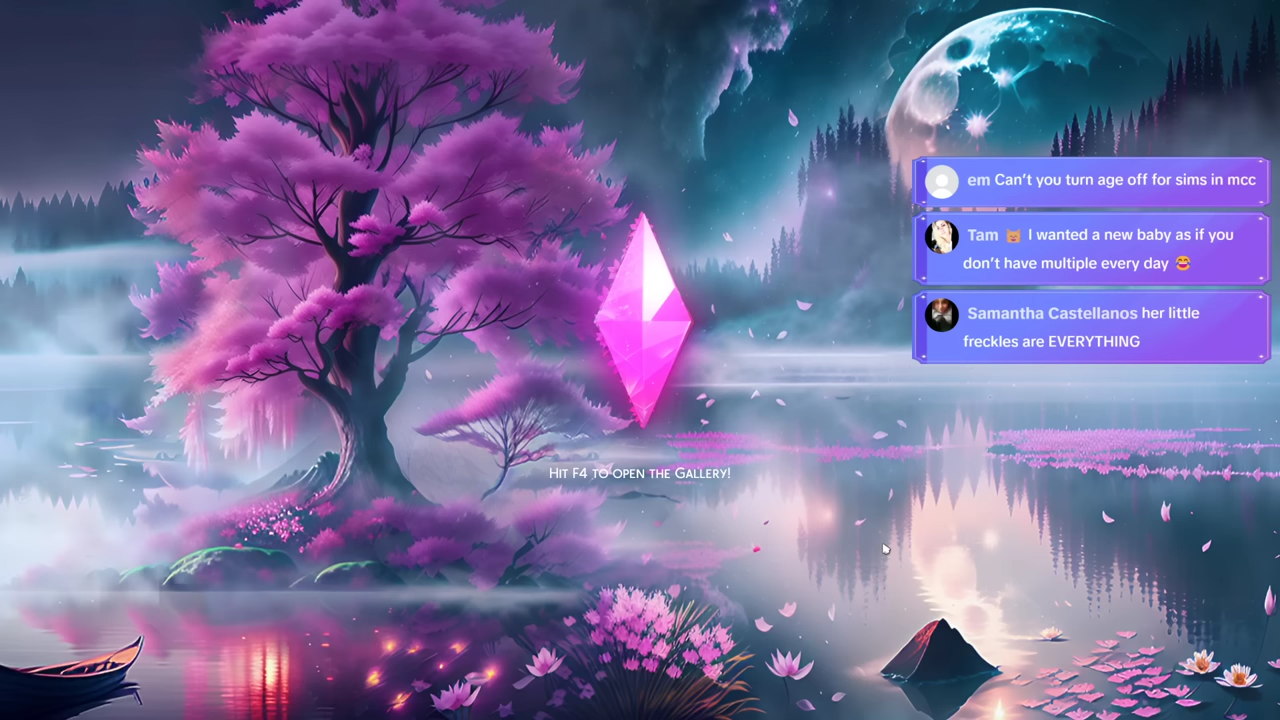 em Can’t you turn age off for sims in mcc
Tam 😼 I wanted a new baby as if you
don’t have multiple every day 😂
Samantha Castellanos her little
freckles are EVERYTHING
Hit F4 to open the Gallery!